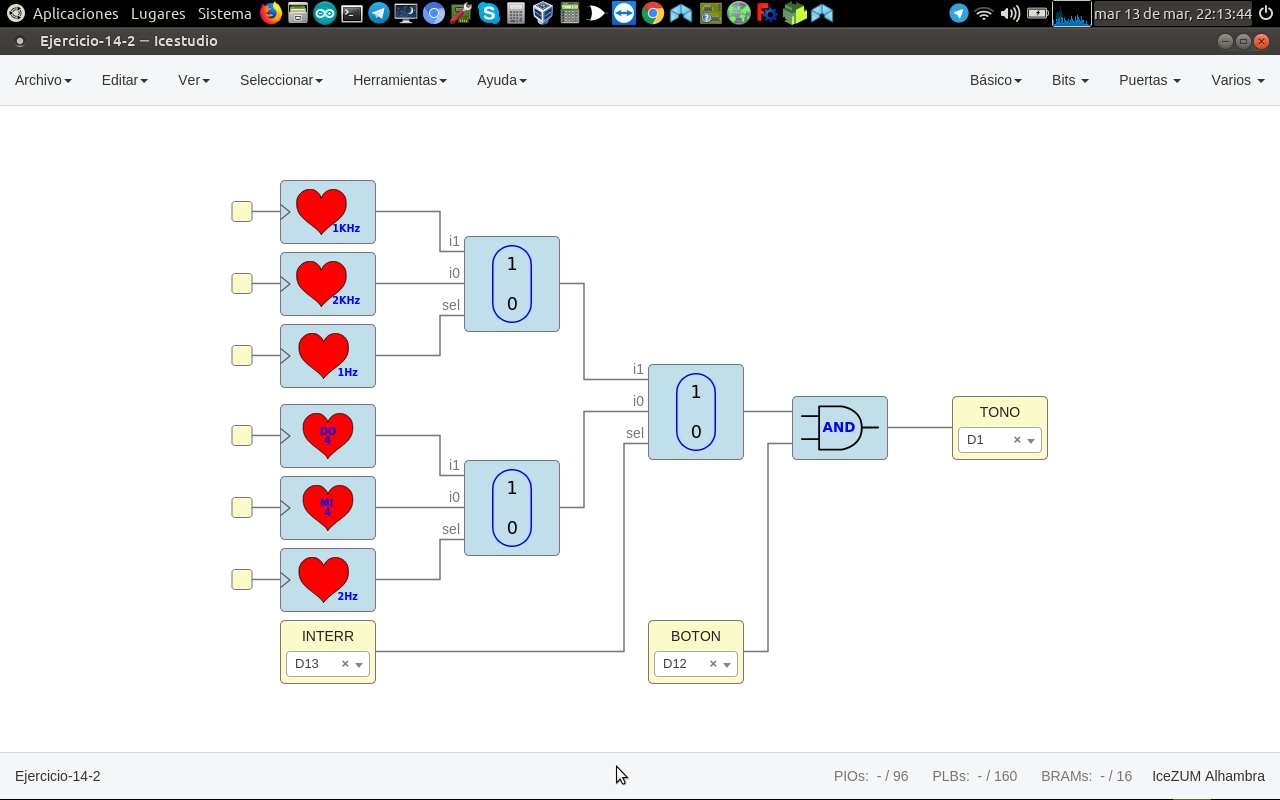 Aplicaciones Lugares Sistema
mar 13 de mar, 22:13:44
Ejercicio-14-2 — Icestudio
Archivo Editar Ver Seleccionar Herramientas Ayuda
Básico Bits Puertas Varios
1KHz
2KHz
1Hz
i1
i0
sel
1
0
DO
4
MI
4
2Hz
i1
i0
sel
1
0
i1
i0
sel
1
0
AND
TONO
D1 ×
INTERR
D13 ×
BOTON
D12 ×
Ejercicio-14-2
PIOs: - / 96 PLBs: - / 160 BRAMs: - / 16 IceZUM Alhambra